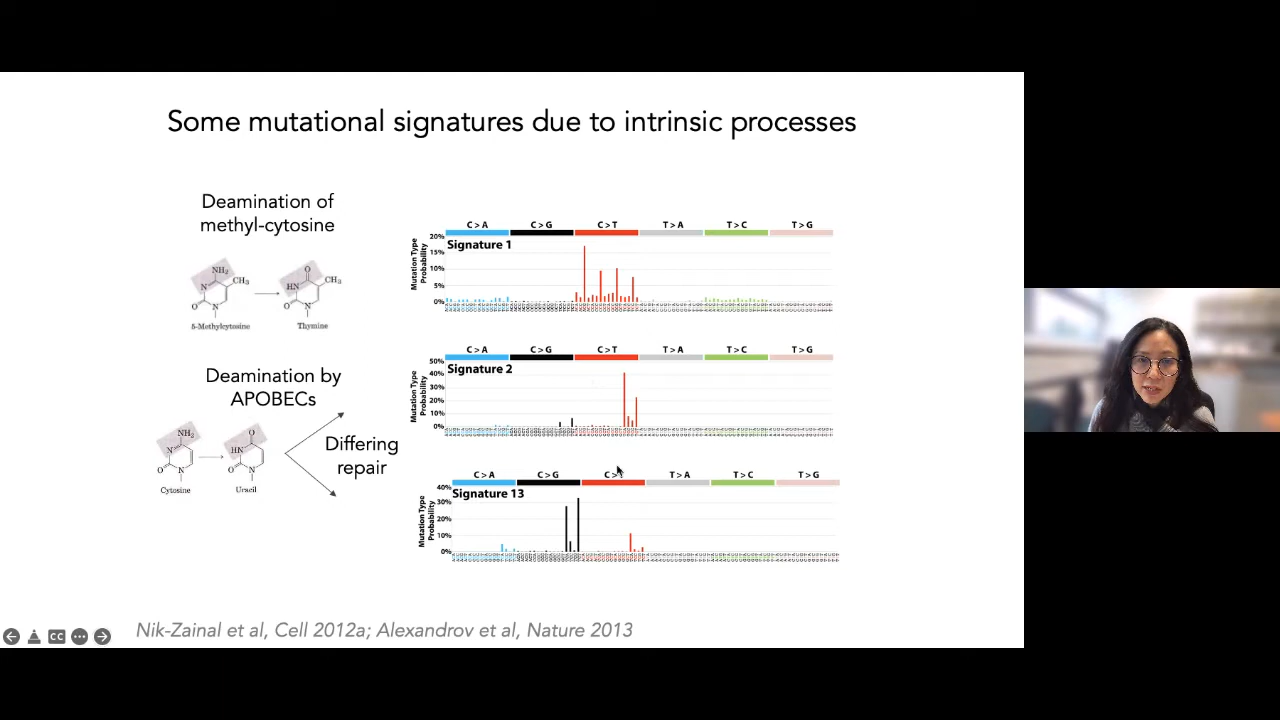 Some mutational signatures due to intrinsic processes
Deamination of
methyl-cytosine
NH₂
N
CH₃
O
N
5-Methylcytosine
O
HN
CH₃
O
N
Thymine
Deamination by
APOBECs
NH₂
N
O
N
Cytosine
O
HN
O
N
Uracil
Differing
repair
C > A
C > G
C > T
T > A
T > C
T > G
Signature 1
Mutation Type
Probability
20%
15%
10%
5%
0%
C > A
C > G
C > T
T > A
T > C
T > G
Signature 2
Mutation Type
Probability
50%
40%
30%
20%
10%
0%
C > A
C > G
C > T
T > A
T > C
T > G
Signature 13
Mutation Type
Probability
40%
30%
20%
10%
0%
Nik-Zainal et al, Cell 2012a; Alexandrov et al, Nature 2013
CC